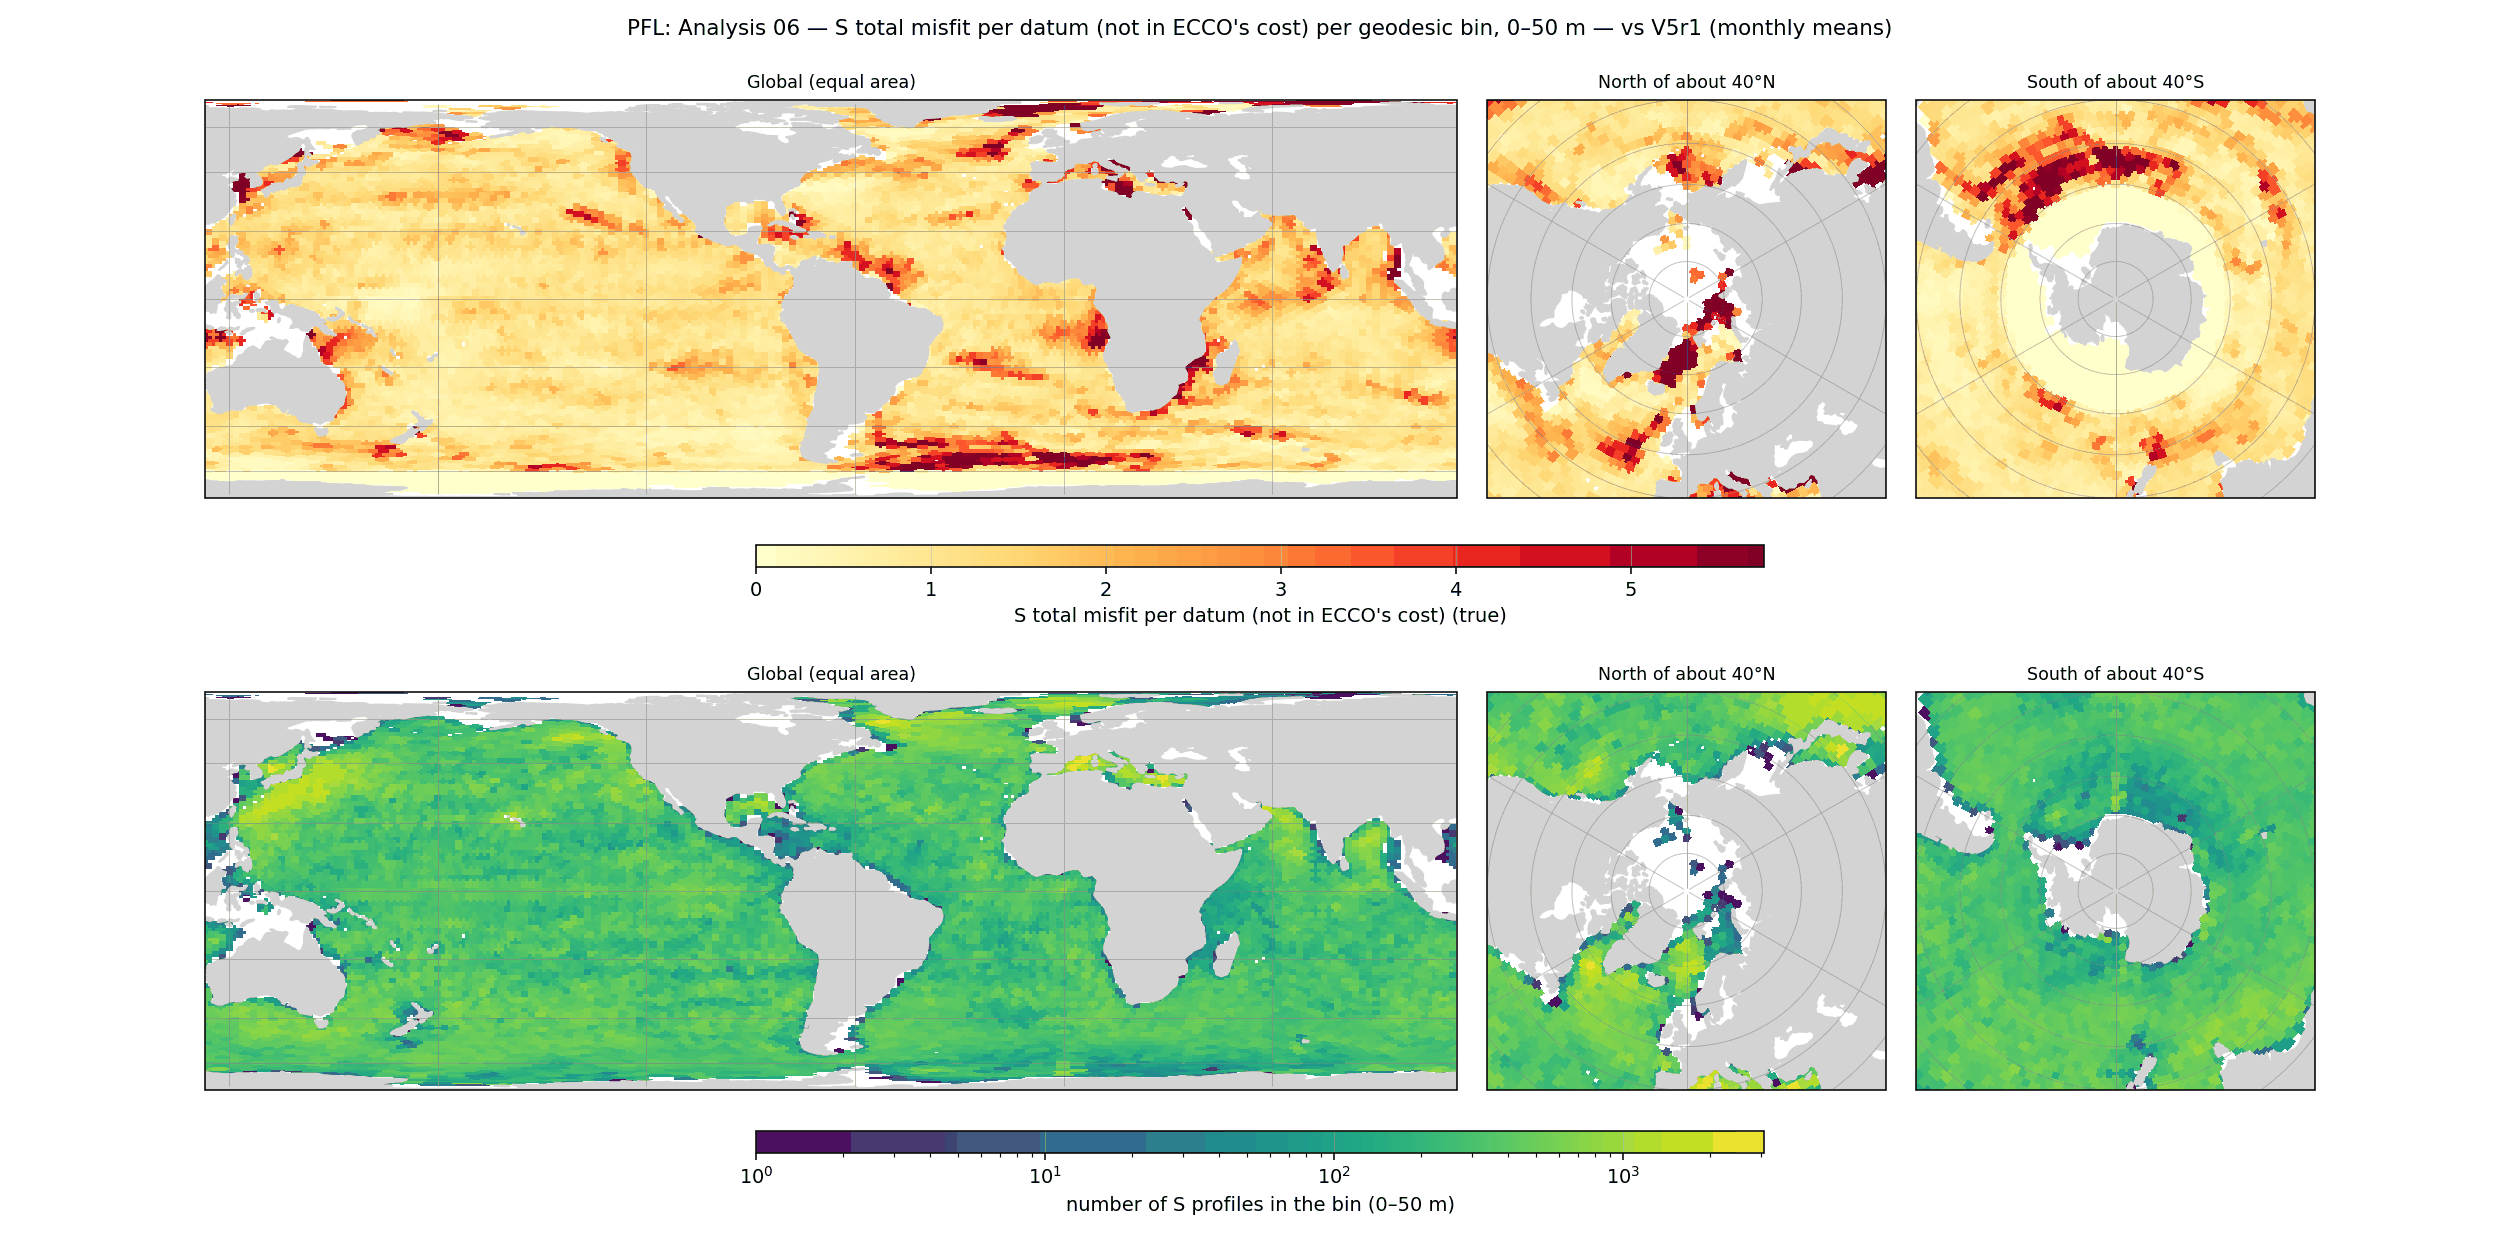 PFL: Analysis 06 — S total misfit per datum (not in ECCO's cost) per geodesic bin, 0–50 m — vs V5r1 (monthly means)
Global (equal area)
North of about 40°N
South of about 40°S
0 1 2 3 4 5
S total misfit per datum (not in ECCO's cost) (true)
Global (equal area)
North of about 40°N
South of about 40°S
10⁰ 10¹ 10² 10³
number of S profiles in the bin (0–50 m)